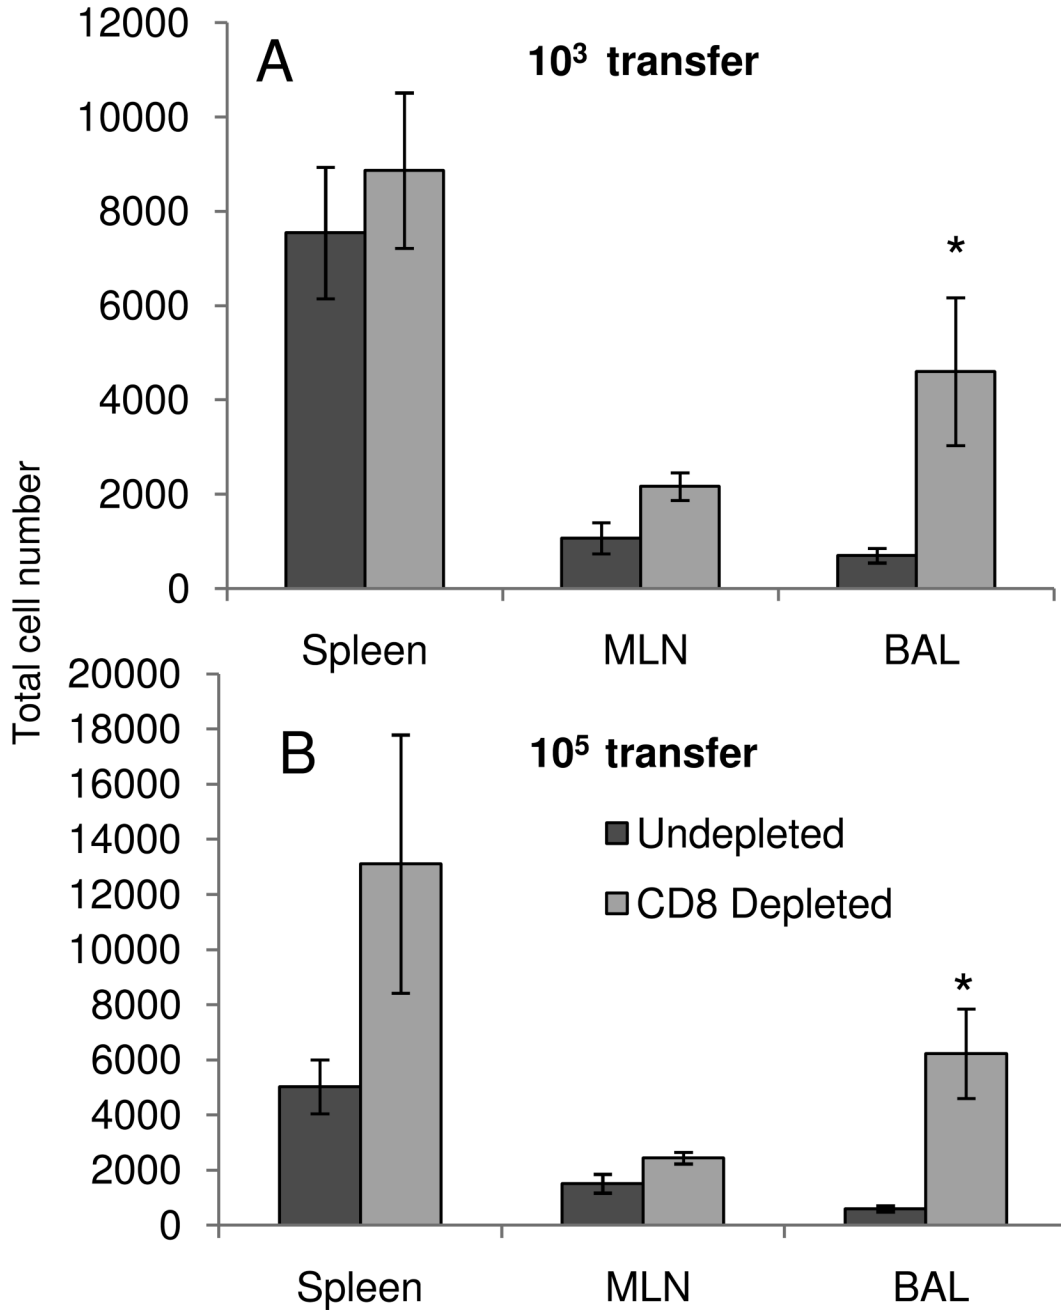 Total cell number
A
10³ transfer
12000
10000
8000
6000
4000
2000
0
*
Spleen MLN BAL
B
10⁵ transfer
20000
18000
16000
14000
12000
10000
8000
6000
4000
2000
0
Undepleted
CD8 Depleted
*
Spleen MLN BAL